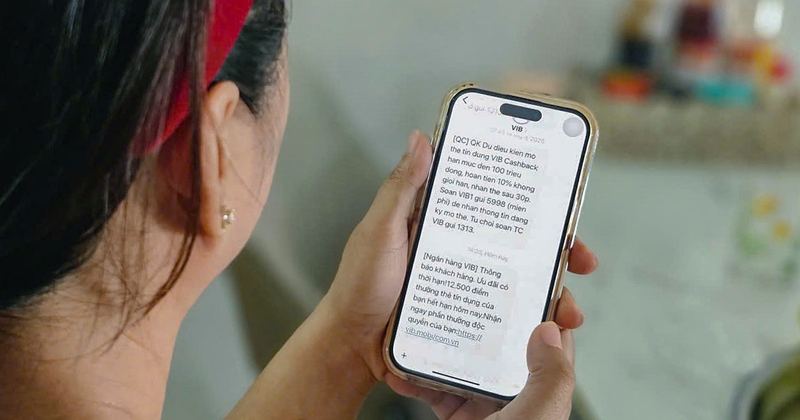 VIB
[QC] QK Du dieu kien mo
the tin dung VIB Cashback
han muc den 100 trieu
dong, hoan tien 10% khong
gioi han, nhan the sau 30p.
Soan VIB1 gui 5998 (mien
phi) de nhan thong tin dang
ky mo the. Tu choi soan TC
VIB gui 1313.
[Ngân hàng VIB] Thông
báo khách hàng. Ưu đãi có
thời hạn!12.500 điểm
thưởng thẻ tín dụng của
bạn hết hạn hôm nay.Nhận
ngay phần thưởng độc
quyền của bạn:https://
vib.mobicom.vn